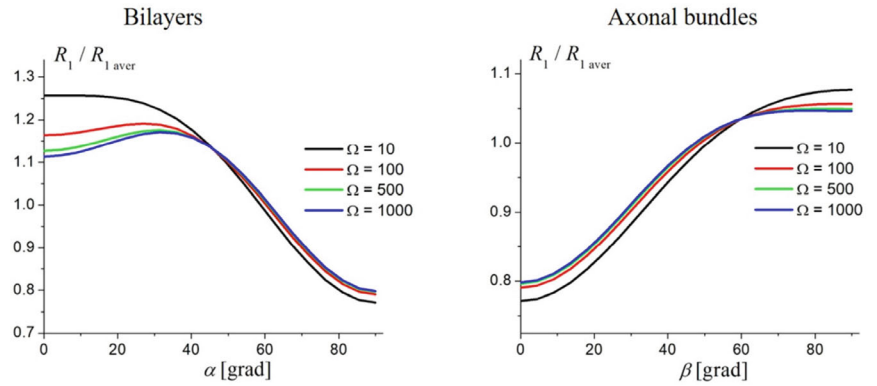 Bilayers
R1 / R1 aver
1.3
1.2
1.1
1.0
0.9
0.8
0.7
0
20
40
60
80
α [grad]
Ω = 10
Ω = 100
Ω = 500
Ω = 1000
Axonal bundles
R1 / R1 aver
1.1
1.0
0.9
0.8
0
20
40
60
80
β [grad]
Ω = 10
Ω = 100
Ω = 500
Ω = 1000